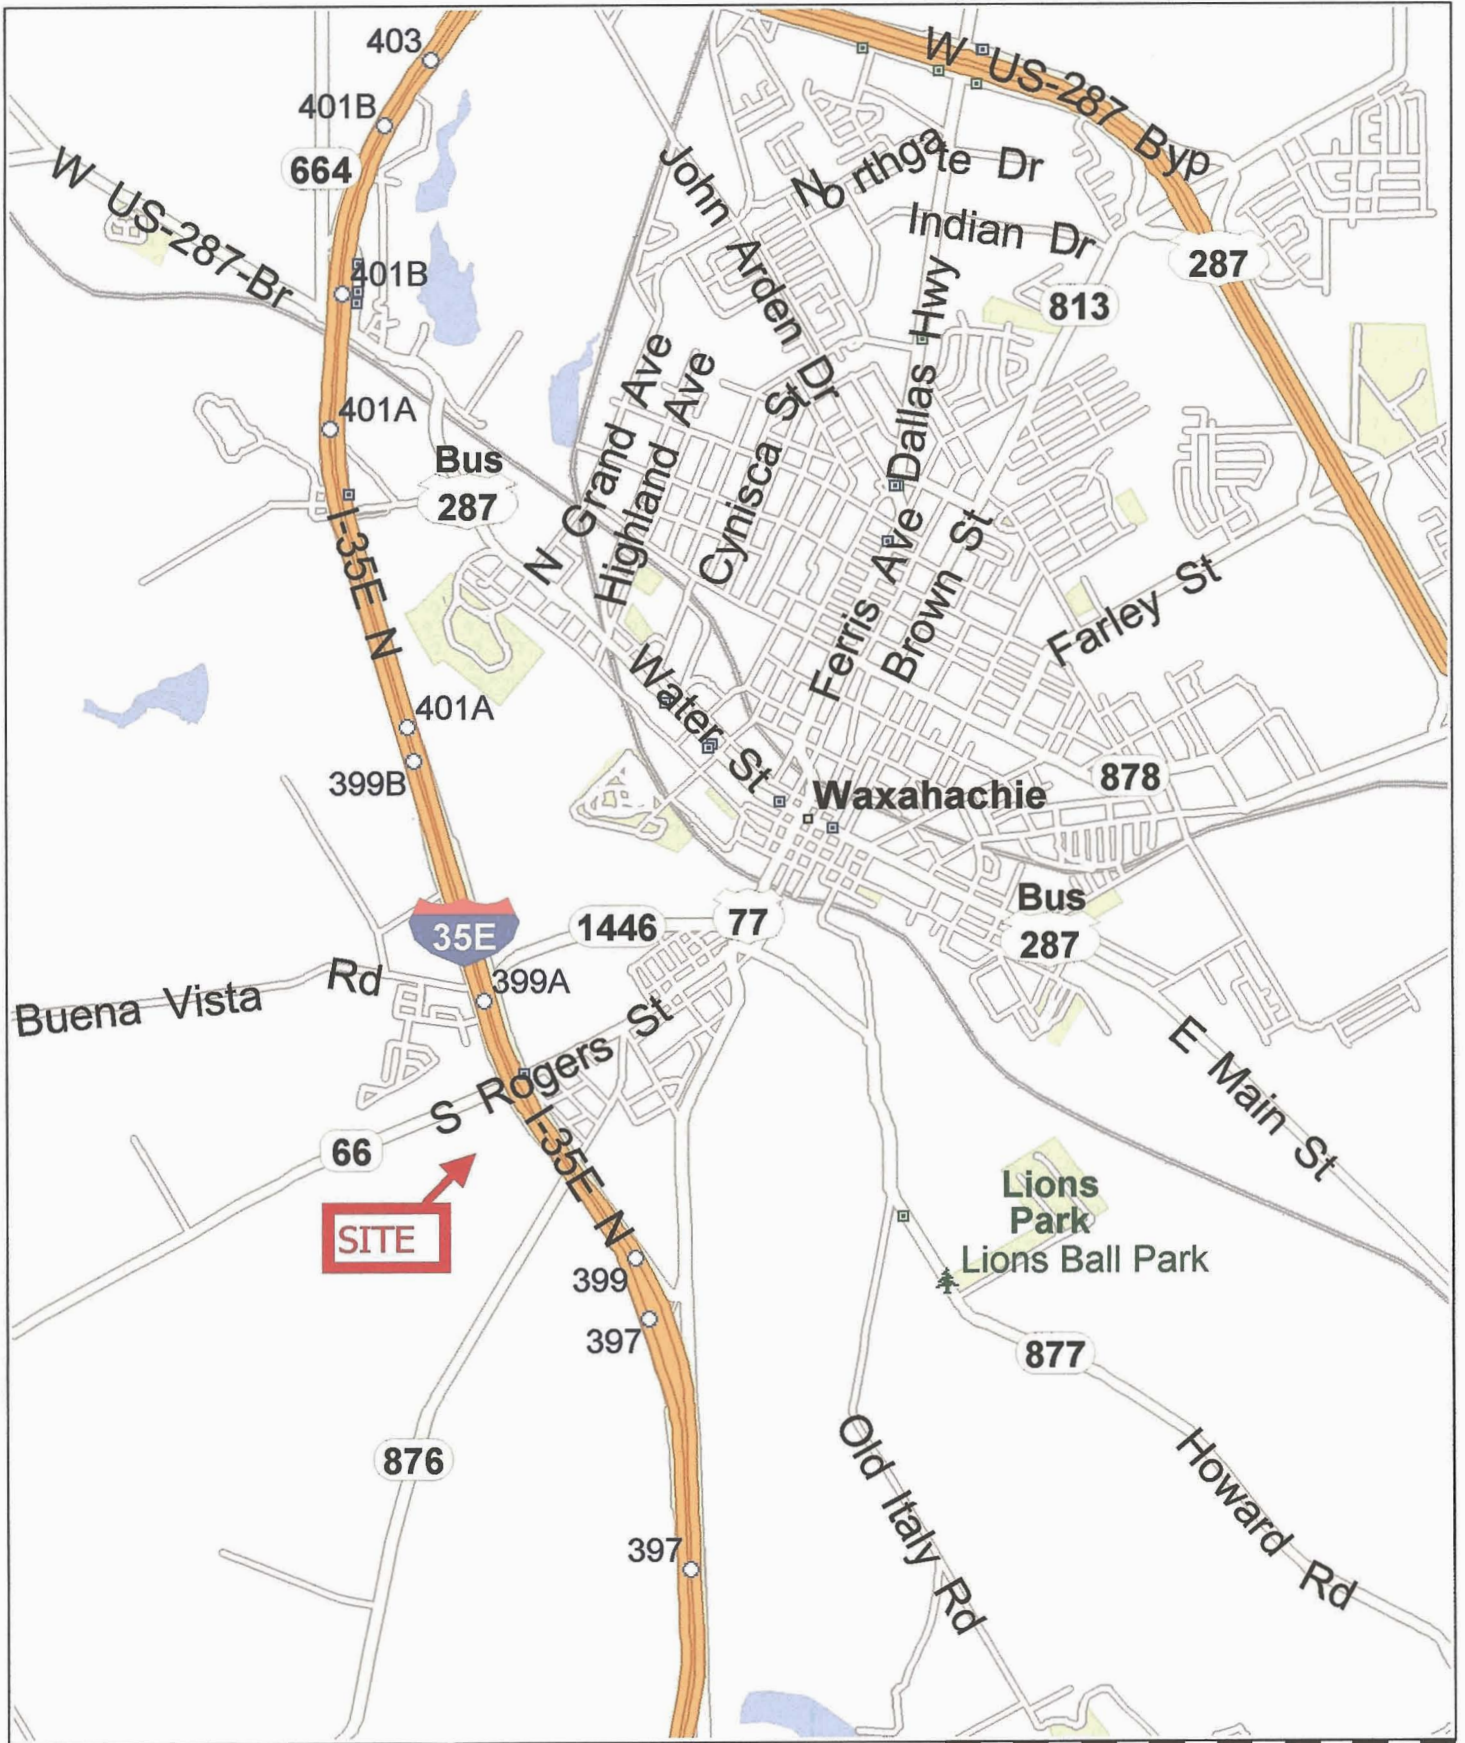 403
W US-287 Byp
401B
664
W US-287-Br
Northgate Dr
John Arden Dr
Indian Dr
287
401B
813
401A
N Grand Ave
Highland Ave
Cynisca St
Dallas Hwy
Bus
287
I-35E N
Ferris Ave
Brown St
Farley St
401A
Water St
399B
878
Waxahachie
Bus
287
35E
1446
77
399A
Buena Vista Rd
S Rogers St
E Main St
66
I-35E N
SITE
Lions
Park
Lions Ball Park
399
397
877
876
Old Italy Rd
Howard Rd
397